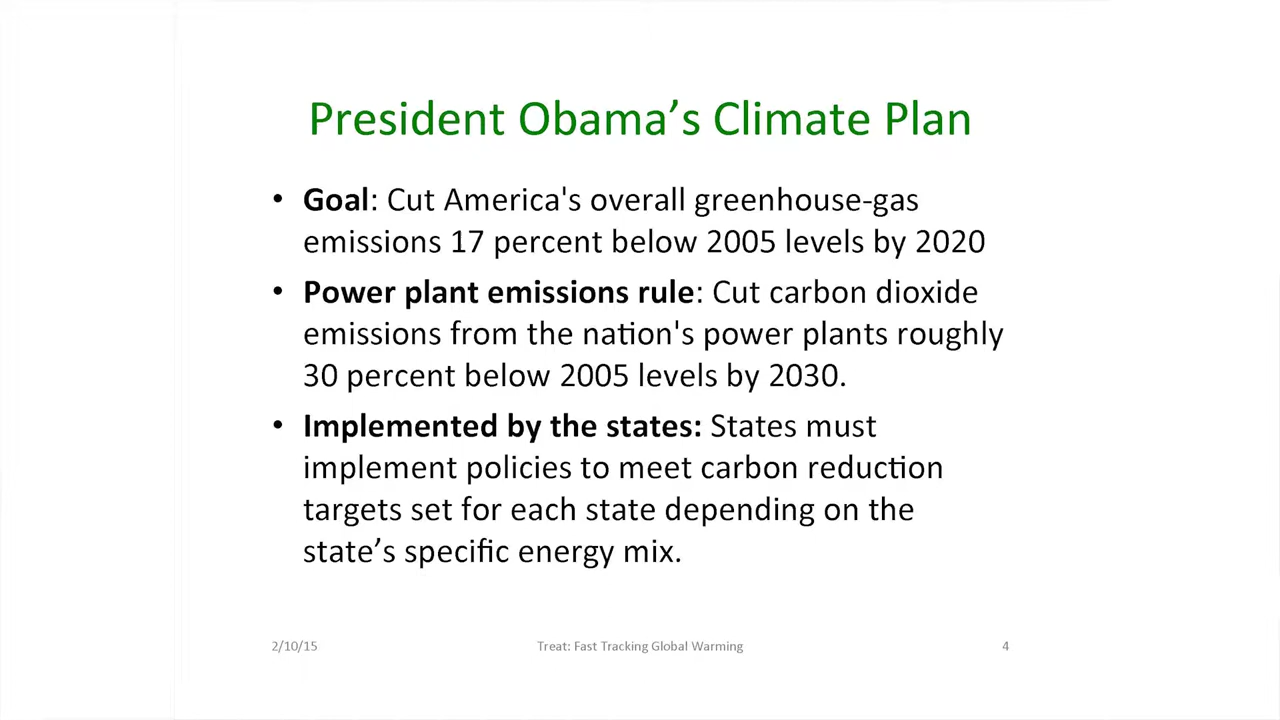 President Obama’s Climate Plan
• Goal: Cut America's overall greenhouse-gas
emissions 17 percent below 2005 levels by 2020
• Power plant emissions rule: Cut carbon dioxide
emissions from the nation's power plants roughly
30 percent below 2005 levels by 2030.
• Implemented by the states: States must
implement policies to meet carbon reduction
targets set for each state depending on the
state’s specific energy mix.
2/10/15 Treat: Fast Tracking Global Warming 4